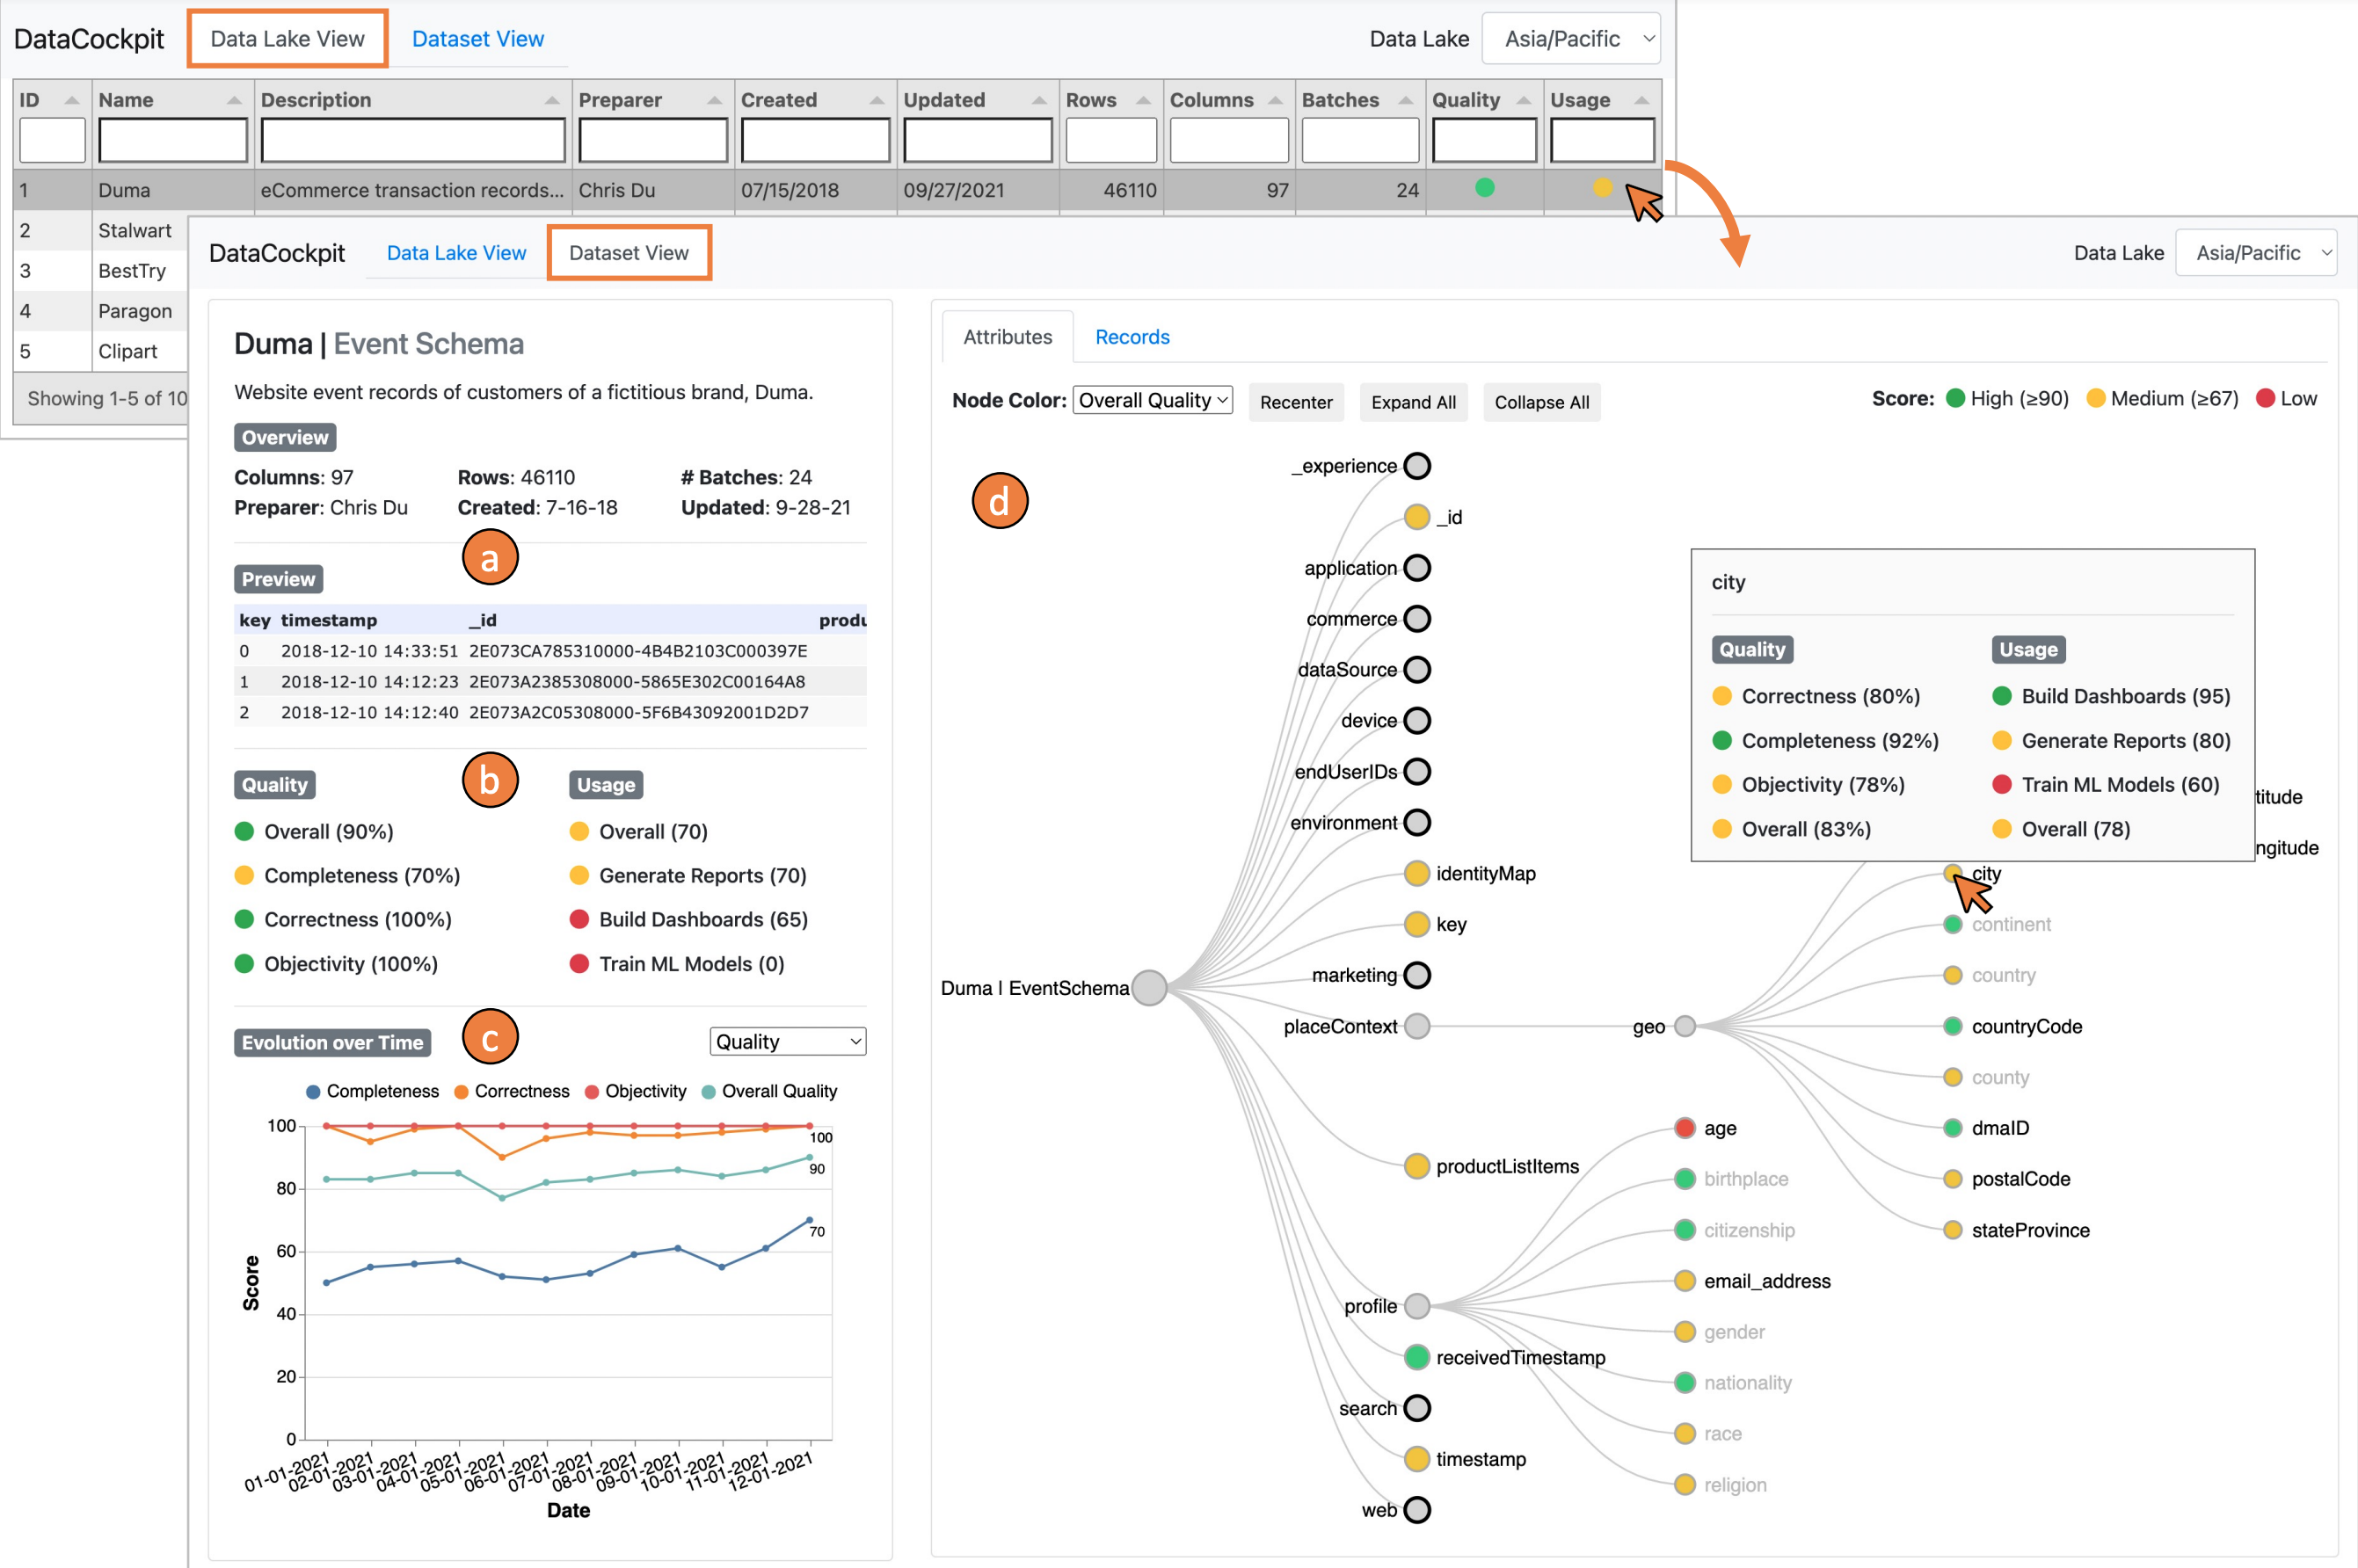 DataCockpit Data Lake View Dataset View Data Lake Asia/Pacific
ID Name Description Preparer Created Updated Rows Columns Batches Quality Usage
1 Duma eCommerce transaction records... Chris Du 07/15/2018 09/27/2021 46110 97 24
2 Stalwart
3 BestTry
4 Paragon
5 Clipart
Showing 1-5 of 10
DataCockpit Data Lake View Dataset View Data Lake Asia/Pacific
Duma | Event Schema
Website event records of customers of a fictitious brand, Duma.
Overview
Columns: 97 Rows: 46110 # Batches: 24
Preparer: Chris Du Created: 7-16-18 Updated: 9-28-21
a
Preview
key timestamp _id produ
0 2018-12-10 14:33:51 2E073CA785310000-4B4B2103C000397E
1 2018-12-10 14:12:23 2E073A2385308000-5865E302C00164A8
2 2018-12-10 14:12:40 2E073A2C05308000-5F6B43092001D2D7
Quality b Usage
Overall (90%) Overall (70)
Completeness (70%) Generate Reports (70)
Correctness (100%) Build Dashboards (65)
Objectivity (100%) Train ML Models (0)
Evolution over Time c Quality
Completeness Correctness Objectivity Overall Quality
100
80
60
40
20
0
Score
100
90
70
01-01-2021 02-01-2021 03-01-2021 04-01-2021 05-01-2021 06-01-2021 07-01-2021 08-01-2021 09-01-2021 10-01-2021 11-01-2021 12-01-2021
Date
Attributes Records
Node Color: Overall Quality Recenter Expand All Collapse All Score: High (≥90) Medium (≥67) Low
d
_experience
_id
application
commerce
dataSource
device
endUserIDs
environment
identityMap
key
marketing
Duma | EventSchema
placeContext
productListItems
profile
receivedTimestamp
search
timestamp
web
geo
age
birthplace
citizenship
email_address
gender
nationality
race
religion
city
Quality Usage
Correctness (80%) Build Dashboards (95)
Completeness (92%) Generate Reports (80)
Objectivity (78%) Train ML Models (60)
Overall (83%) Overall (78)
titude
ngitude
city
continent
country
countryCode
county
dmaID
postalCode
stateProvince